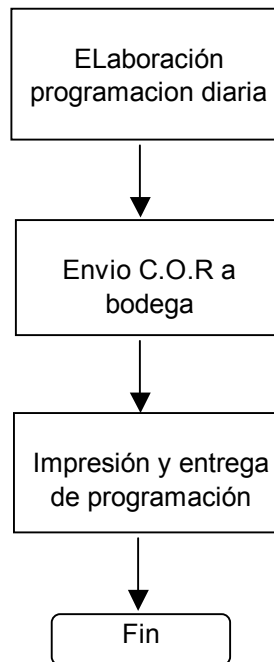 ELaboración
programacion diaria
Envio C.O.R a
bodega
Impresión y entrega
de programación
Fin